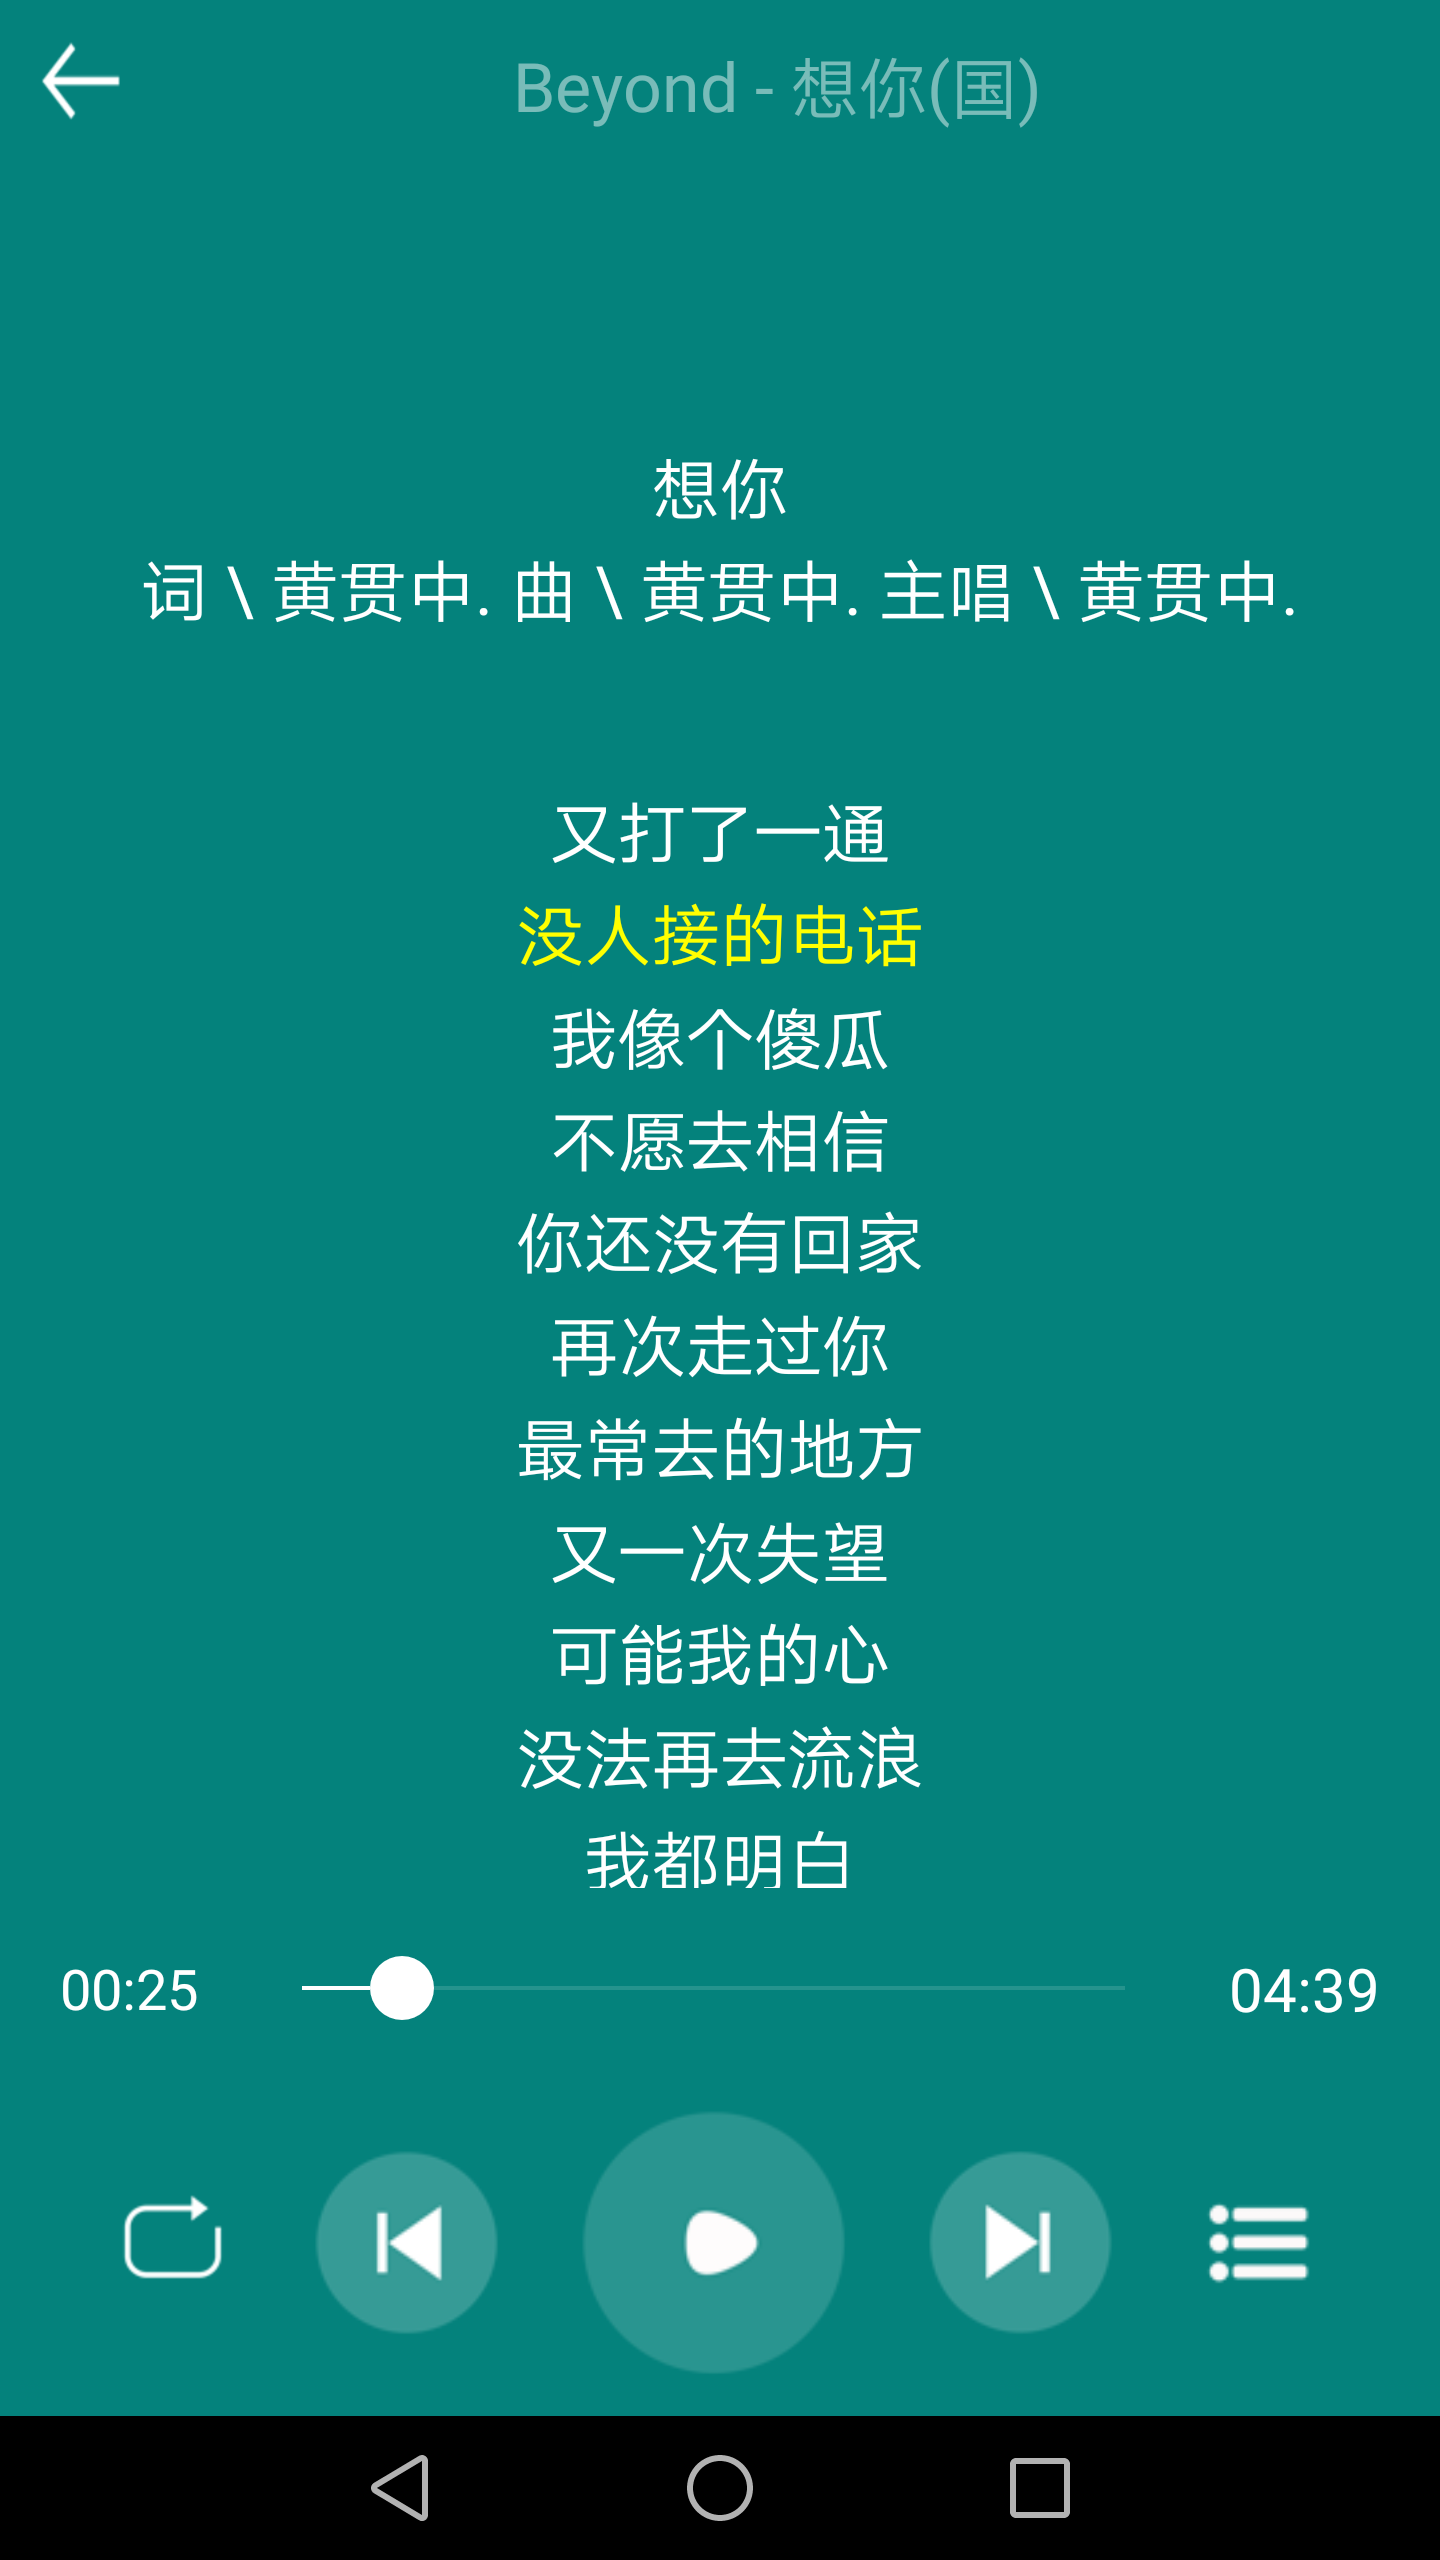 Beyond - 想你(国)
想你
词 \ 黄贯中. 曲 \ 黄贯中. 主唱 \ 黄贯中.
又打了一通
没人接的电话
我像个傻瓜
不愿去相信
你还没有回家
再次走过你
最常去的地方
又一次失望
可能我的心
没法再去流浪
我都明白
00:25
04:39